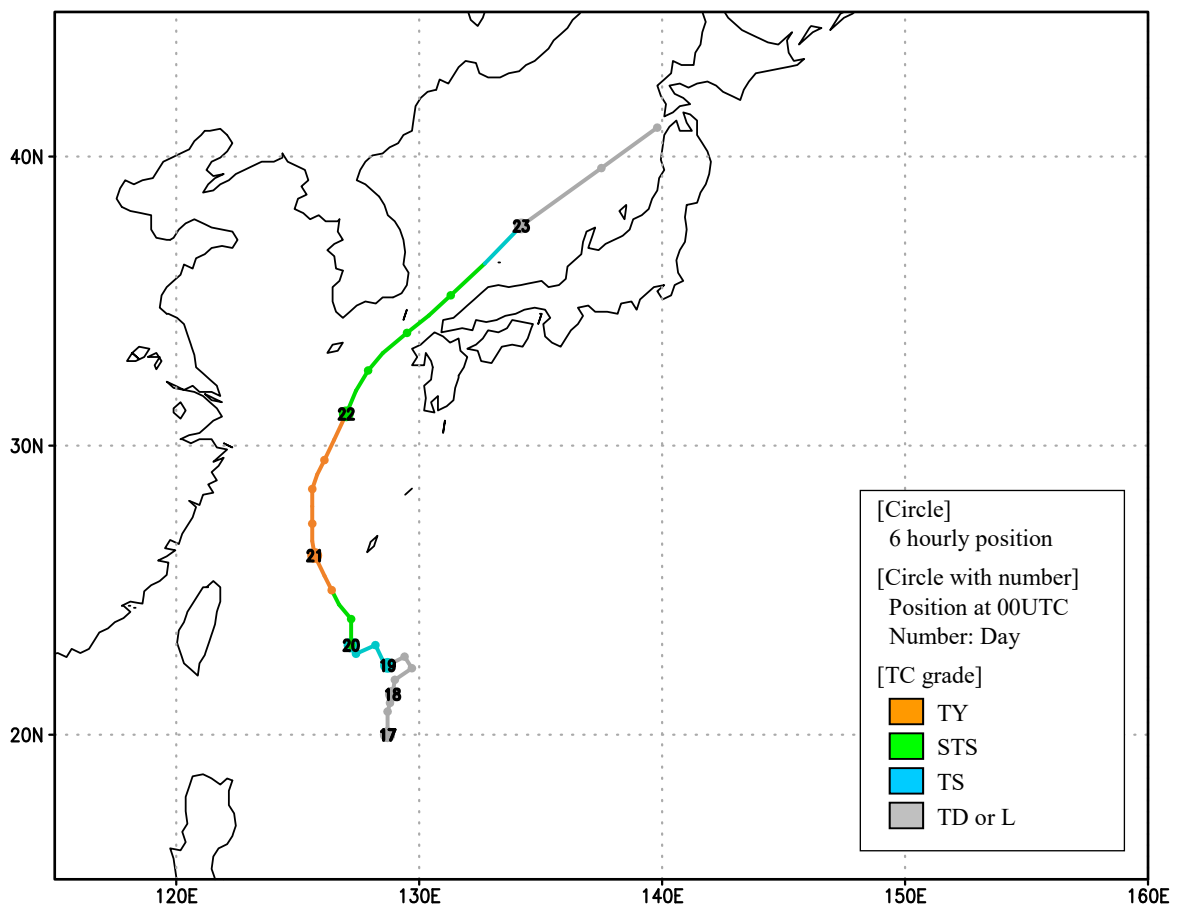 40N
30N
20N
120E
130E
140E
150E
160E
23
22
21
20
19
18
17
[Circle]
6 hourly position
[Circle with number]
Position at 00UTC
Number: Day
[TC grade]
TY
STS
TS
TD or L